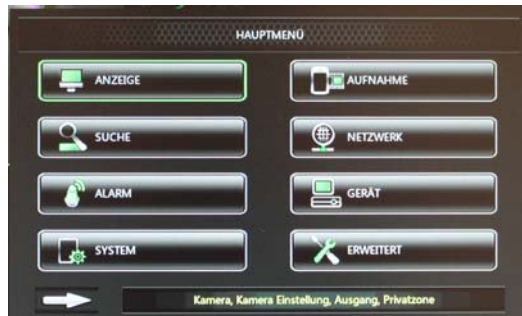 HAUPTMENÜ
ANZEIGE
AUFNAHME
SUCHE
NETZWERK
ALARM
GERÄT
SYSTEM
ERWEITERT
Kamera, Kamera Einstellung, Ausgang, Privatzone